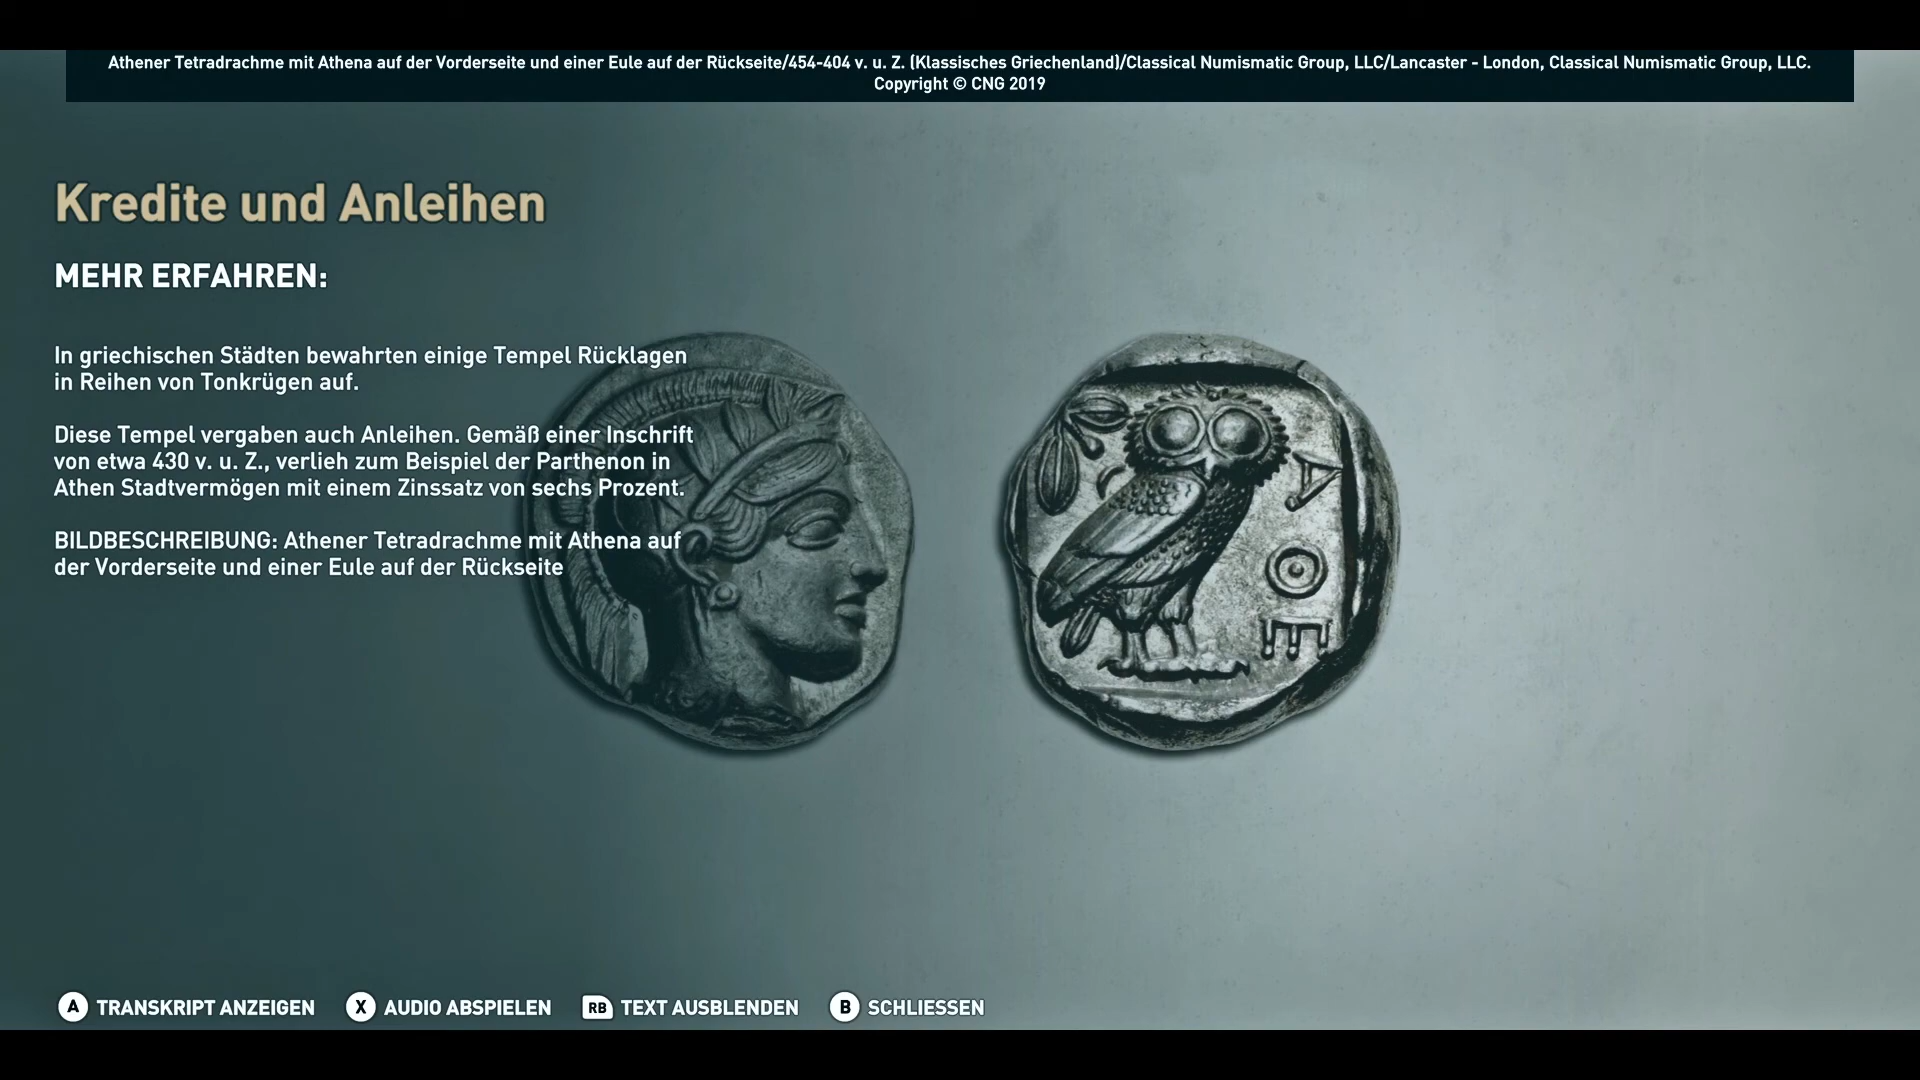 Athener Tetradrachme mit Athena auf der Vorderseite und einer Eule auf der Rückseite/454-404 v. u. Z. (Klassisches Griechenland)/Classical Numismatic Group, LLC/Lancaster - London, Classical Numismatic Group, LLC.
Copyright © CNG 2019
Kredite und Anleihen
MEHR ERFAHREN:
In griechischen Städten bewahrten einige Tempel Rücklagen
in Reihen von Tonkrügen auf.
Diese Tempel vergaben auch Anleihen. Gemäß einer Inschrift
von etwa 430 v. u. Z., verlieh zum Beispiel der Parthenon in
Athen Stadtvermögen mit einem Zinssatz von sechs Prozent.
BILDBESCHREIBUNG: Athener Tetradrachme mit Athena auf
der Vorderseite und einer Eule auf der Rückseite
ΑΘΕ
A TRANSKRIPT ANZEIGEN X AUDIO ABSPIELEN RB TEXT AUSBLENDEN B SCHLIESSEN